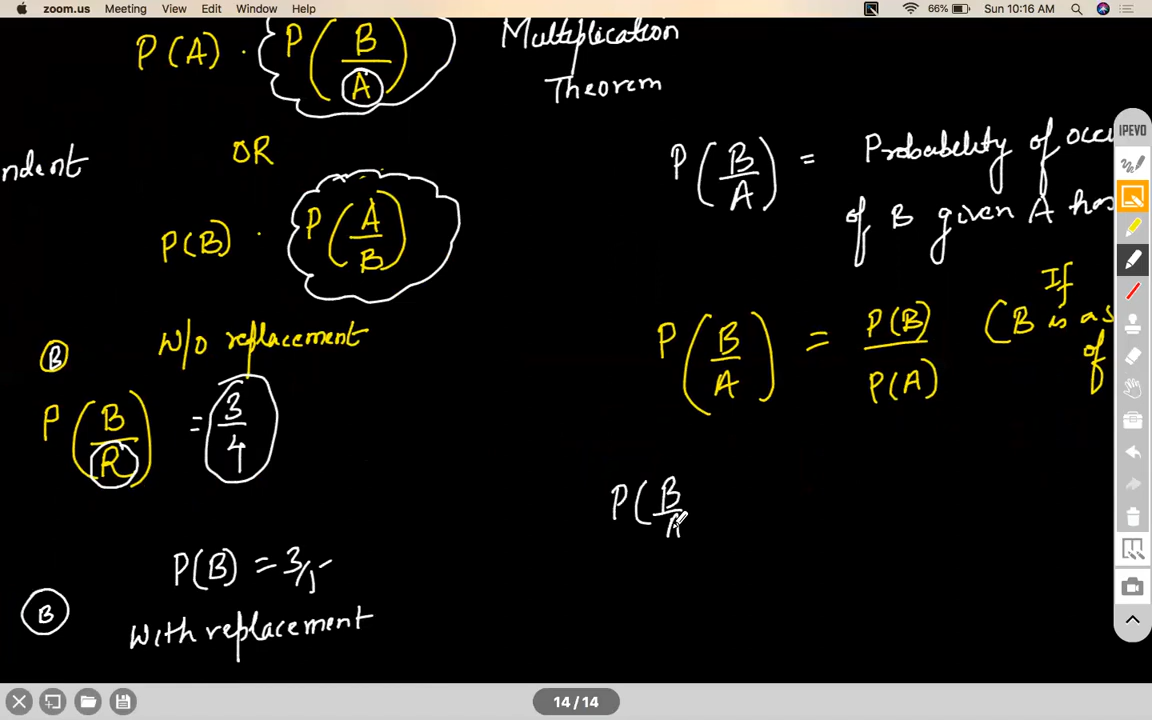 zoom.us Meeting View Edit Window Help 66% Sun 10:16 AM
P(A) · P(B/A) Multiplication
Theorem
OR
ndent
P(B) · P(A/B)
P(B/A) = Probability of occu
of B given A has
If
P(B/A) = P(B)/P(A) (B is a s
of
B W/O replacement
P(B/R) = 3/4
P(B/A
P(B) = 3/5
B With replacement
IPEVO
14 / 14